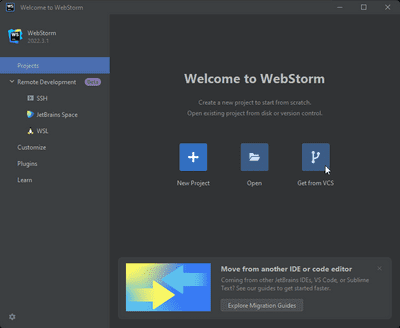 Welcome to WebStorm
WebStorm
2022.3.1
Projects
Remote Development Beta
SSH
JetBrains Space
WSL
Customize
Plugins
Learn
Welcome to WebStorm
Create a new project to start from scratch.
Open existing project from disk or version control.
New Project
Open
Get from VCS
Move from another IDE or code editor
Coming from other JetBrains IDEs, VS Code, or Sublime
Text? See our guides to get started faster.
Explore Migration Guides